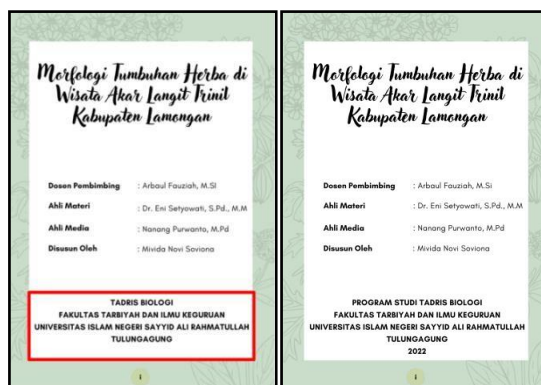 Morfologi Tumbuhan Herba di
Wisata Akar Langit Trinil
Kabupaten Lamongan
Dosen Pembimbing : Arbaul Fauziah, M.SI
Ahli Materi : Dr. Eni Setyowati, S.Pd., M.M
Ahli Media : Nanang Purwanto, M.Pd
Disusun Oleh : Mivida Novi Saviona
TADRIS BIOLOGI
FAKULTAS TARBIYAH DAN ILMU KEGURUAN
UNIVERSITAS ISLAM NEGERI SAYYID ALI RAHMATULLAH
TULUNGAGUNG
i
Morfologi Tumbuhan Herba di
Wisata Akar Langit Trinil
Kabupaten Lamongan
Dosen Pembimbing : Arbaul Fauziah, M.Si
Ahli Materi : Dr. Eni Setyowati, S.Pd., M.M
Ahli Media : Nanang Purwanto, M.Pd
Disusun Oleh : Mivida Novi Saviona
PROGRAM STUDI TADRIS BIOLOGI
FAKULTAS TARBIYAH DAN ILMU KEGURUAN
UNIVERSITAS ISLAM NEGERI SAYYID ALI RAHMATULLAH
TULUNGAGUNG
2022
i